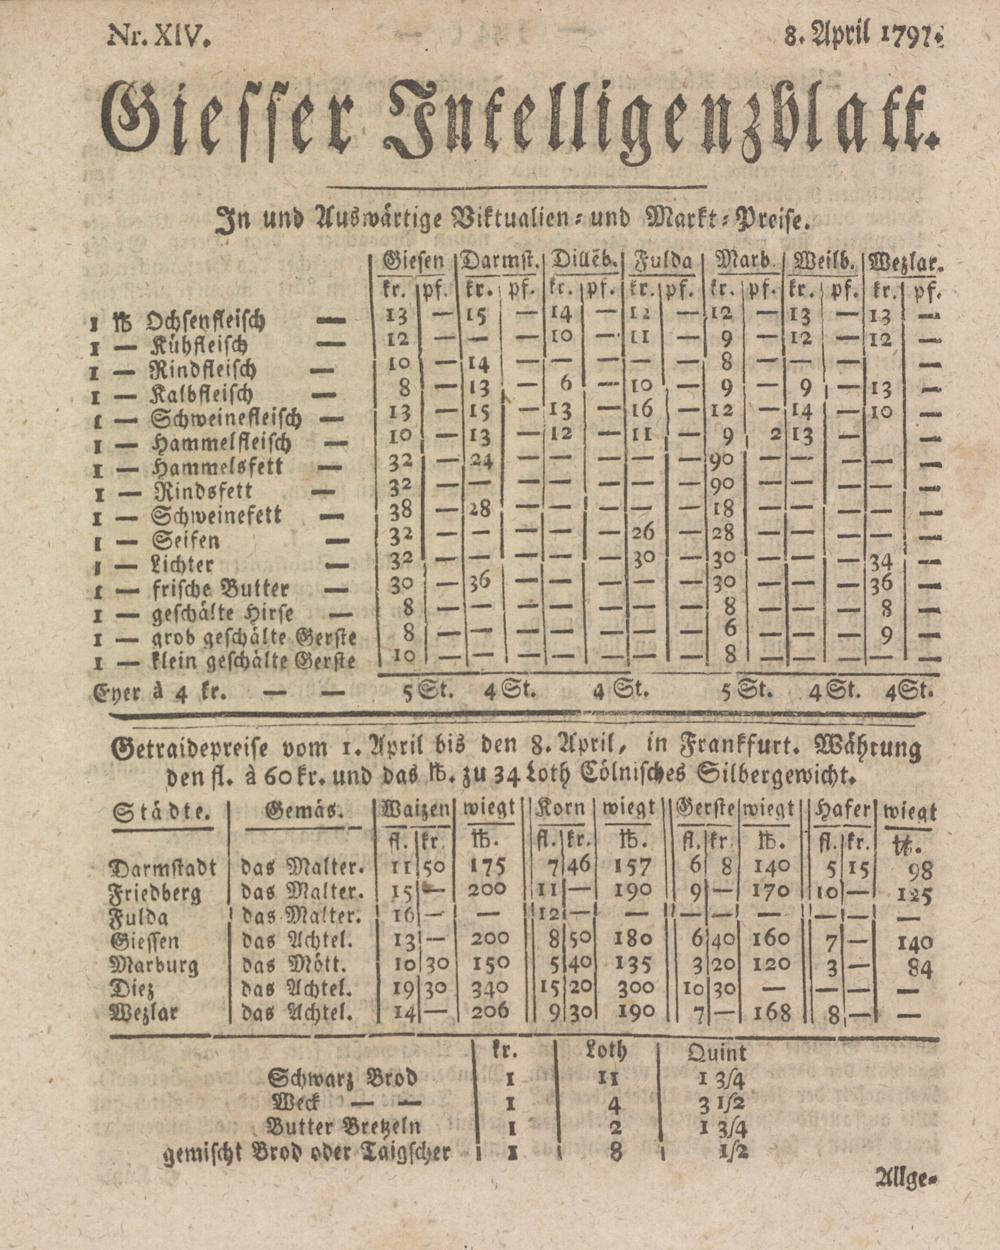 Nr. XIV. 8. April 1797.
Giesser Intelligenzblatt.
In und Auswärtige Viktualien- und Markt-Preise.
Giesen Darmst. Dillēb. Fulda Marb. Weilb. Wezlar.
kr. pf. kr. pf. kr. pf. kr. pf. kr. pf. kr. pf. kr. pf.
1 ℔ Ochsenfleisch — 13 — 15 — 14 — 12 — 12 — 13 — 13 —
1 — Kühfleisch — 12 — — — 10 — 11 — 9 — 12 — 12 —
1 — Rindfleisch — 10 — 14 — — — — — 8 — — — — —
1 — Kalbfleisch — 8 — 13 — 6 — 10 — 9 — 9 — 13 —
1 — Schweinefleisch — 13 — 15 — 13 — 16 — 12 — 14 — 10 —
1 — Hammelfleisch — 10 — 13 — 12 — 11 — 9 2 13 — —
1 — Hammelsfett — 32 — 24 — — — — — 90 — — — — —
1 — Rindsfett — 32 — — — — — — — 90 — — — — —
1 — Schweinefett — 38 — 28 — — — — — 18 — — — — —
1 — Seifen — 32 — — — — — 26 — 28 — — — — —
1 — Lichter — 32 — — — — — 30 — 30 — — — 34 —
1 — frische Butter — 30 — 36 — — — — — 30 — — — 36 —
1 — geschälte Hirse — 8 — — — — — — — 8 — — — 8 —
1 — grob geschälte Gerste 8 — — — — — — — 6 — — — 9 —
1 — klein geschälte Gerste 10 — — — — — — — 8 — — — — —
Eyer à 4 kr. — — 5 St. 4 St. 4 St. 5 St. 4 St. 4 St.
Getraidepreise vom 1. April bis den 8. April, in Frankfurt. Währung
den fl. à 60 kr. und das ℔. zu 34 Loth Cölnisches Silbergewicht.
Städte. Gemäs. Waizen wiegt Korn wiegt Gerste wiegt Hafer wiegt
fl. kr. ℔. fl. kr. ℔. fl. kr. ℔. fl. kr. ℔.
Darmstadt das Malter. 11 50 175 7 46 157 6 8 140 5 15 98
Friedberg das Malter. 15 — 200 11 — 190 9 — 170 10 — 125
Fulda das Malter. 16 — — 12 — — — — — — — —
Giessen das Achtel. 13 — 200 8 50 180 6 40 160 7 — 140
Marburg das Mött. 10 30 150 5 40 135 3 20 120 3 — 84
Diez das Achtel. 19 30 340 15 20 300 10 30 — — — —
Wezlar das Achtel. 14 — 206 9 30 190 7 — 168 8 — —
kr. Loth Quint
Schwarz Brod 1 11 1 3/4
Weck — — 1 4 3 1/2
Butter Bretzeln 1 2 1 3/4
gemischt Brod oder Taigscher 1 8 1/2
Allge-